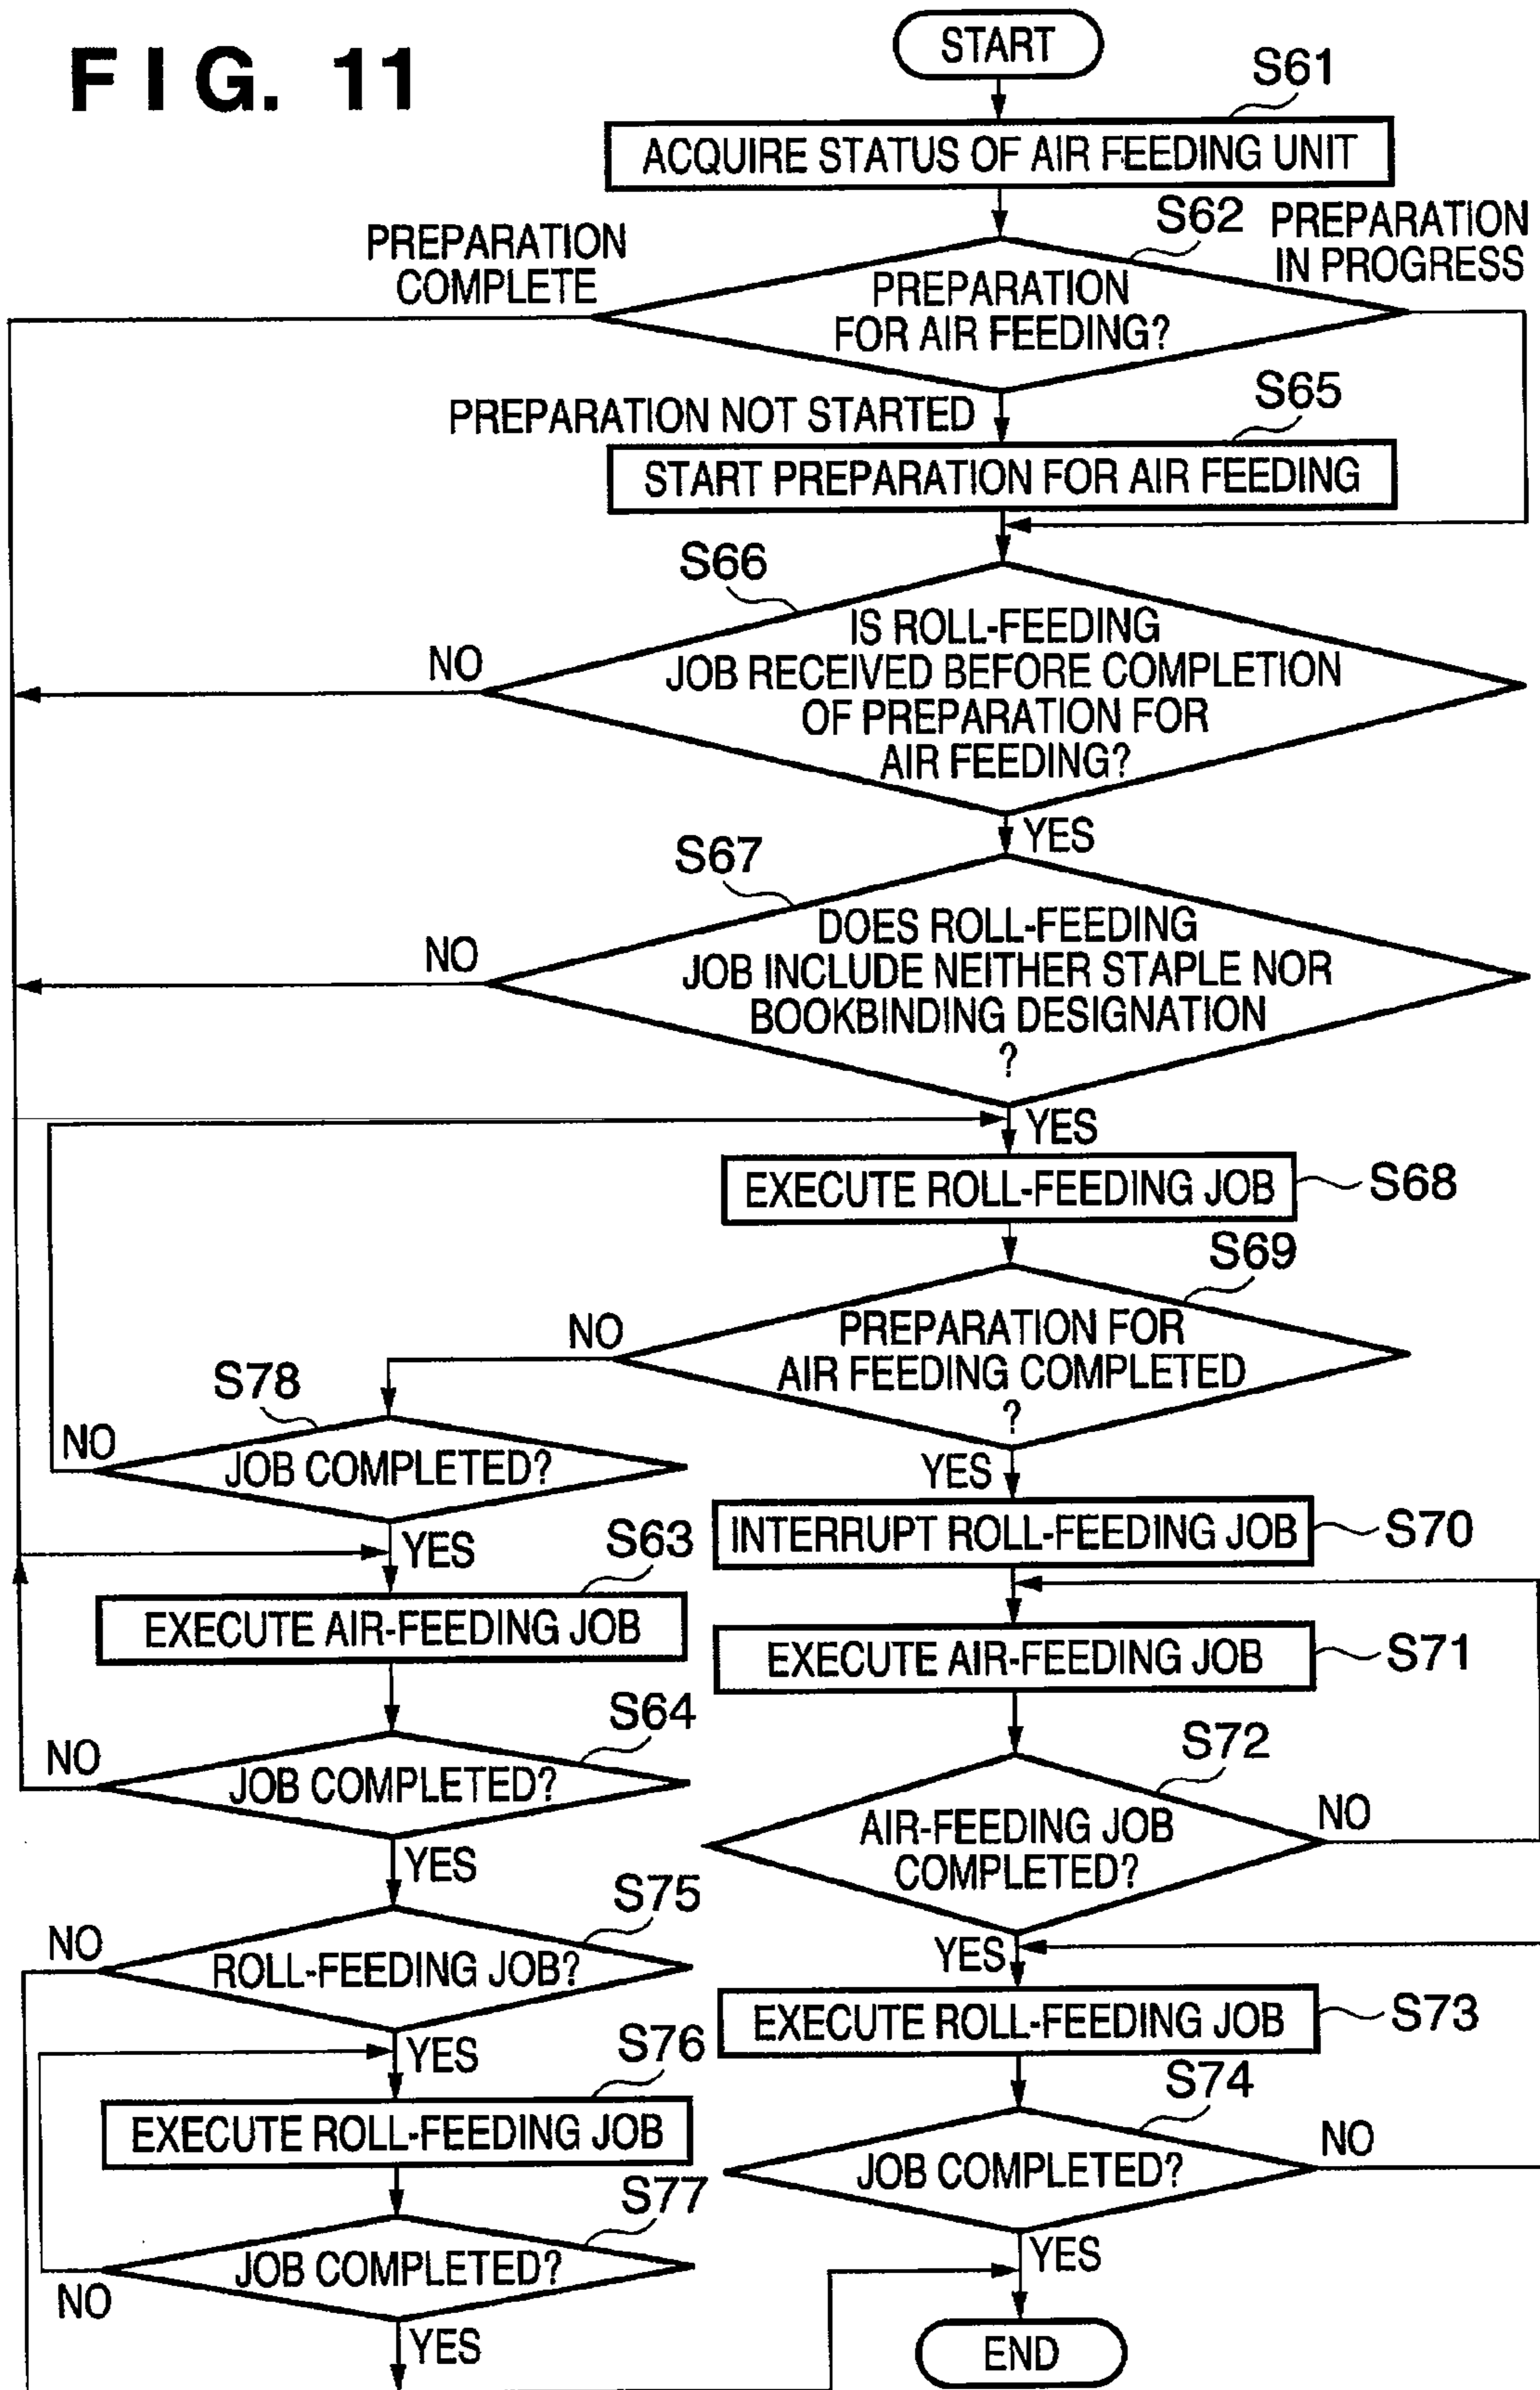 FIG. 11
START
S61
ACQUIRE STATUS OF AIR FEEDING UNIT
S62
PREPARATION
IN PROGRESS
PREPARATION
COMPLETE
PREPARATION
FOR AIR FEEDING?
PREPARATION NOT STARTED
S65
START PREPARATION FOR AIR FEEDING
S66
IS ROLL-FEEDING
JOB RECEIVED BEFORE COMPLETION
OF PREPARATION FOR
AIR FEEDING?
NO
YES
S67
DOES ROLL-FEEDING
JOB INCLUDE NEITHER STAPLE NOR
BOOKBINDING DESIGNATION
?
NO
YES
EXECUTE ROLL-FEEDING JOB
S68
S69
PREPARATION FOR
AIR FEEDING COMPLETED
?
NO
YES
S78
JOB COMPLETED?
NO
YES
INTERRUPT ROLL-FEEDING JOB
S70
S63
EXECUTE AIR-FEEDING JOB
EXECUTE AIR-FEEDING JOB
S71
S64
JOB COMPLETED?
NO
YES
S72
AIR-FEEDING JOB
COMPLETED?
NO
YES
S75
ROLL-FEEDING JOB?
NO
YES
EXECUTE ROLL-FEEDING JOB
S73
S76
EXECUTE ROLL-FEEDING JOB
S74
JOB COMPLETED?
NO
YES
S77
JOB COMPLETED?
NO
YES
END